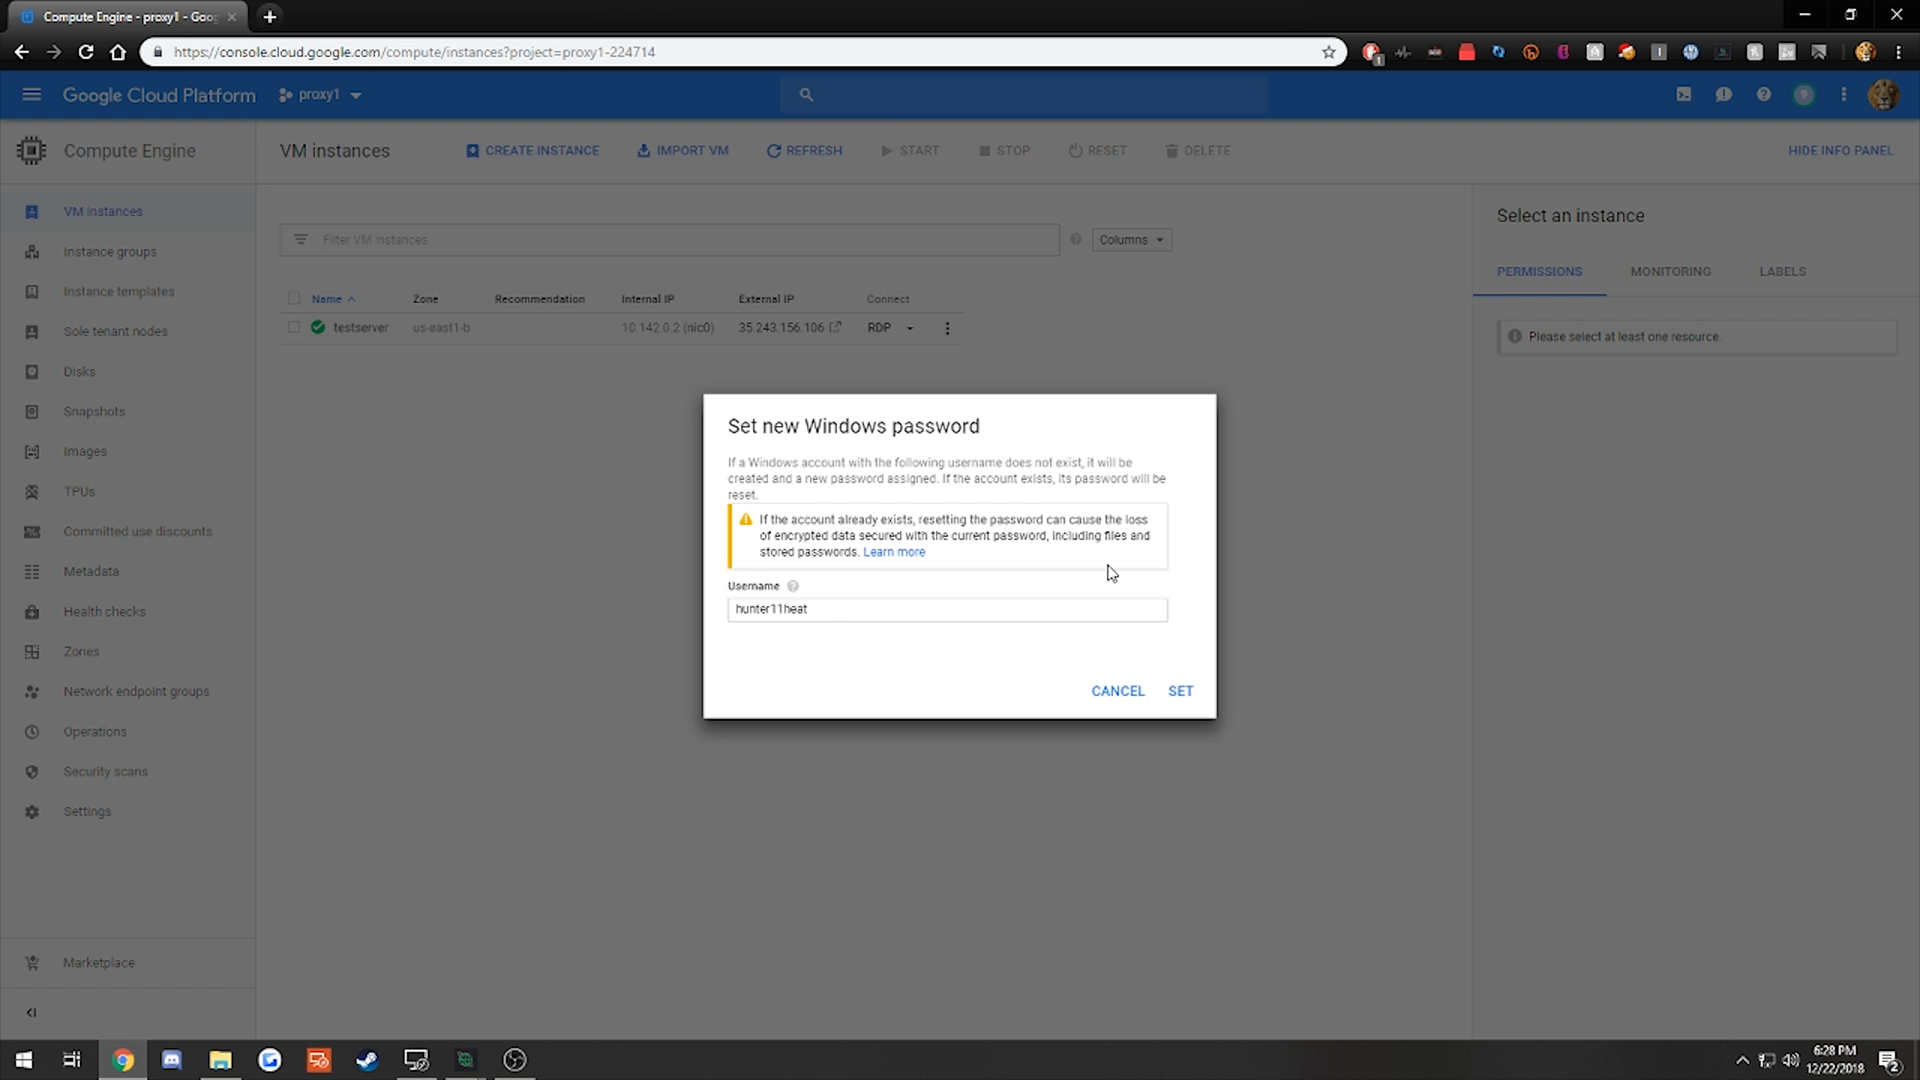 Compute Engine - proxy1 - Goo
https://console.cloud.google.com/compute/instances?project=proxy1-224714
1
Google Cloud Platform
proxy1
9
Compute Engine
VM instances
CREATE INSTANCE
IMPORT VM
REFRESH
START
STOP
RESET
DELETE
HIDE INFO PANEL
VM instances
Instance groups
Instance templates
Sole tenant nodes
Disks
Snapshots
Images
TPUs
Committed use discounts
Metadata
Health checks
Zones
Network endpoint groups
Operations
Security scans
Settings
Marketplace
Filter VM instances
Columns
Name Zone Recommendation Internal IP External IP Connect
testserver us-east1-b 10.142.0.2 (nic0) 35.243.156.106 RDP
Select an instance
PERMISSIONS MONITORING LABELS
Please select at least one resource.
Set new Windows password
If a Windows account with the following username does not exist, it will be
created and a new password assigned. If the account exists, its password will be
reset.
If the account already exists, resetting the password can cause the loss
of encrypted data secured with the current password, including files and
stored passwords. Learn more
Username
hunter11heat
CANCEL SET
6:28 PM
12/22/2018
2